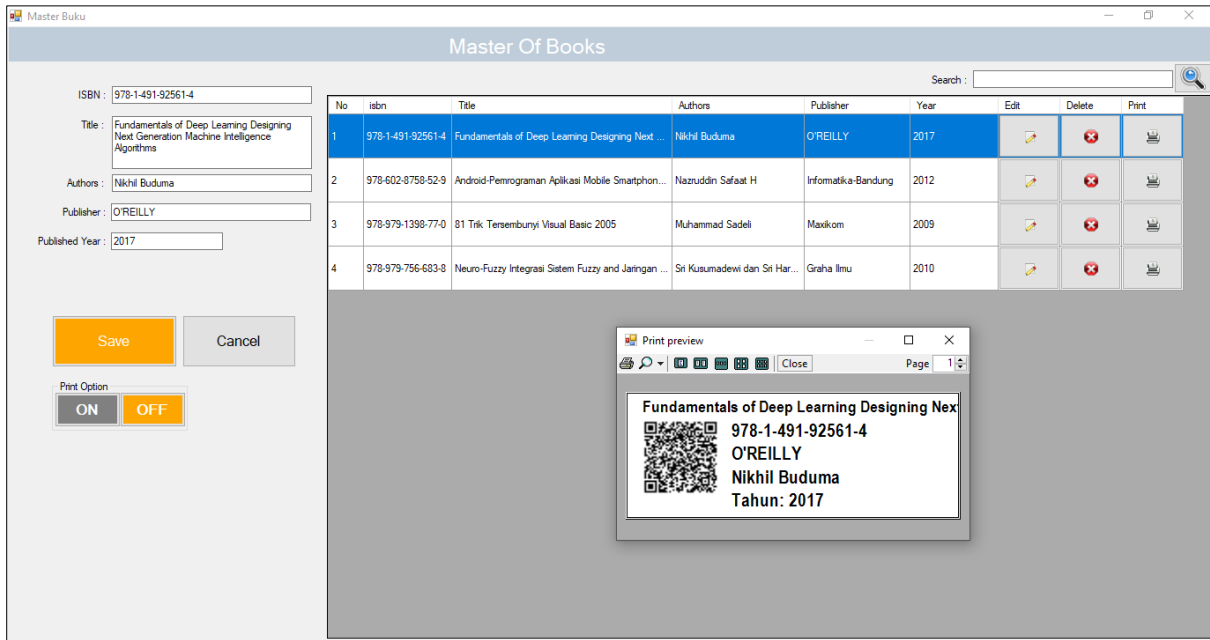 Master Buku
Master Of Books
Search :
ISBN : 978-1-491-92561-4
Title : Fundamentals of Deep Learning Designing
Next Generation Machine Intelligence
Algorithms
Authors : Nikhil Buduma
Publisher : O'REILLY
Published Year : 2017
Save Cancel
Print Option
ON OFF
No isbn Title Authors Publisher Year Edit Delete Print
1 978-1-491-92561-4 Fundamentals of Deep Learning Designing Next ... Nikhil Buduma O'REILLY 2017
2 978-602-8758-52-9 Android-Pemrograman Aplikasi Mobile Smartphon... Nazruddin Safaat H Informatika-Bandung 2012
3 978-979-1398-77-0 81 Trik Tersembunyi Visual Basic 2005 Muhammad Sadeli Maxikom 2009
4 978-979-756-683-8 Neuro-Fuzzy Integrasi Sistem Fuzzy and Jaringan ... Sri Kusumadewi dan Sri Har... Graha Ilmu 2010
Print preview
Close Page 1
Fundamentals of Deep Learning Designing Nex
978-1-491-92561-4
O'REILLY
Nikhil Buduma
Tahun: 2017